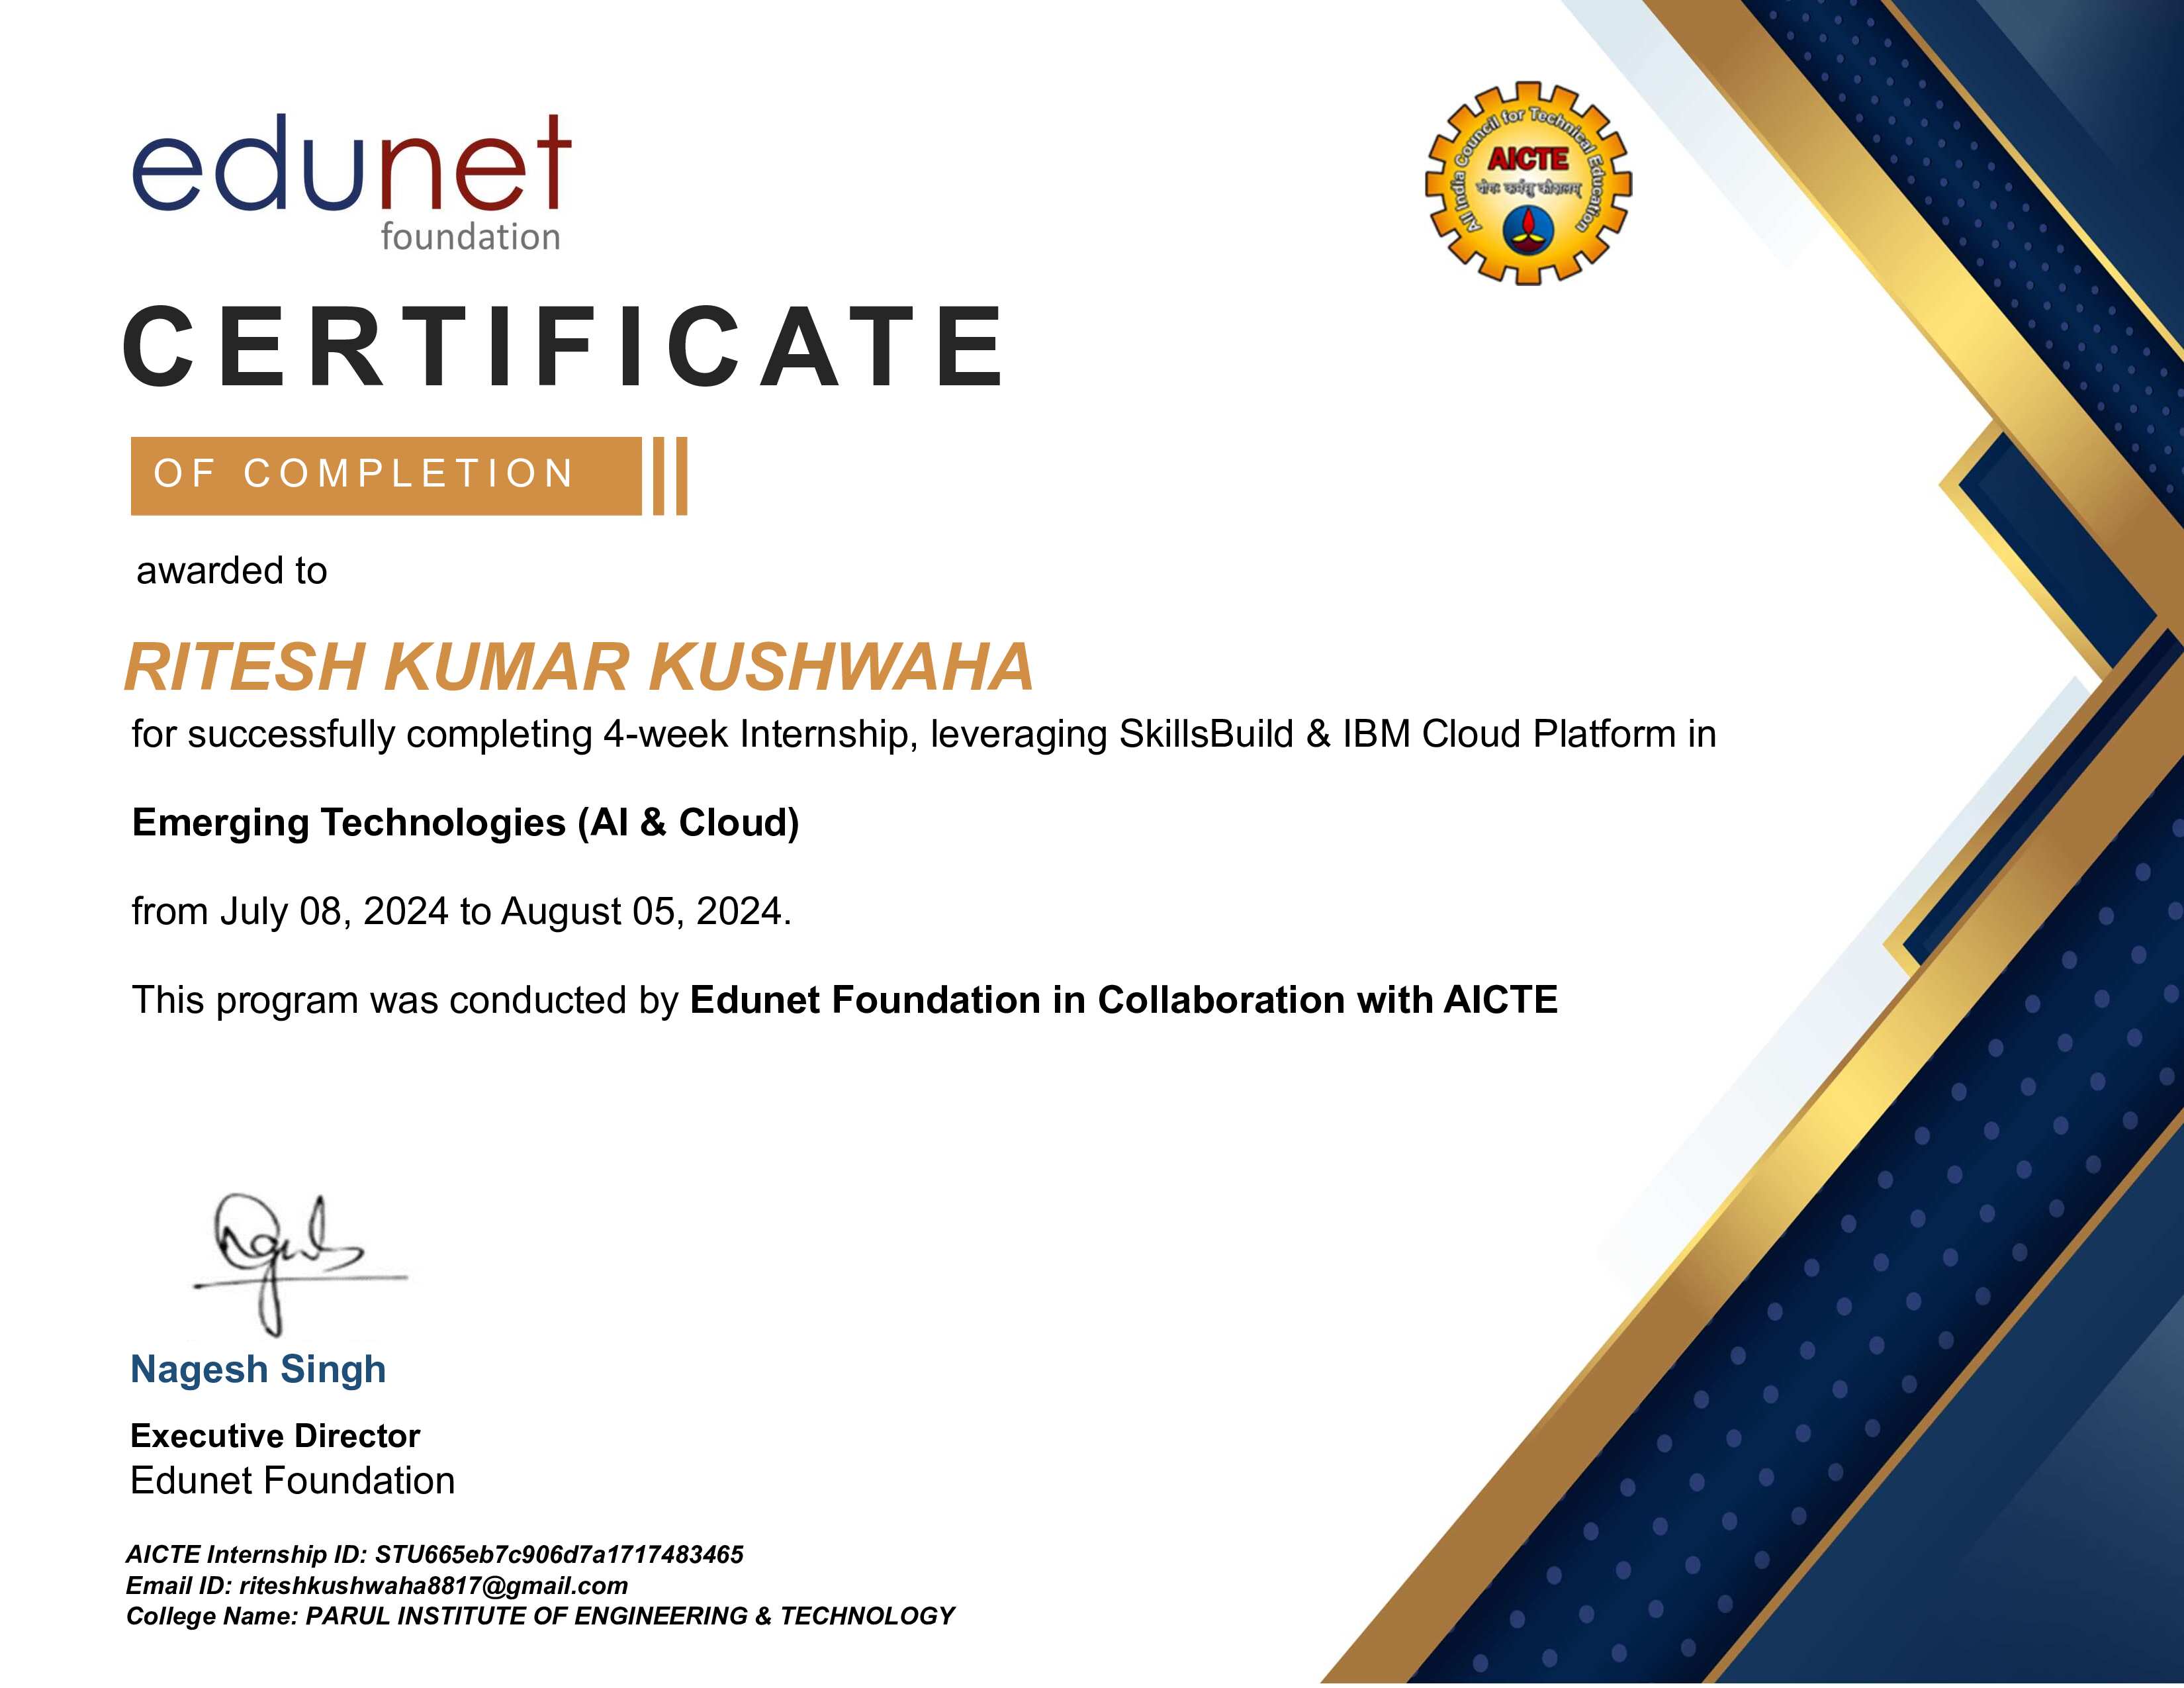 edunet
foundation
All India Council for Technical Education
AICTE
योगः कर्मसु कौशलम्
CERTIFICATE
OF COMPLETION
awarded to
RITESH KUMAR KUSHWAHA
for successfully completing 4-week Internship, leveraging SkillsBuild & IBM Cloud Platform in
Emerging Technologies (AI & Cloud)
from July 08, 2024 to August 05, 2024.
This program was conducted by Edunet Foundation in Collaboration with AICTE
Nagesh Singh
Executive Director
Edunet Foundation
AICTE Internship ID: STU665eb7c906d7a1717483465
Email ID: riteshkushwaha8817@gmail.com
College Name: PARUL INSTITUTE OF ENGINEERING & TECHNOLOGY